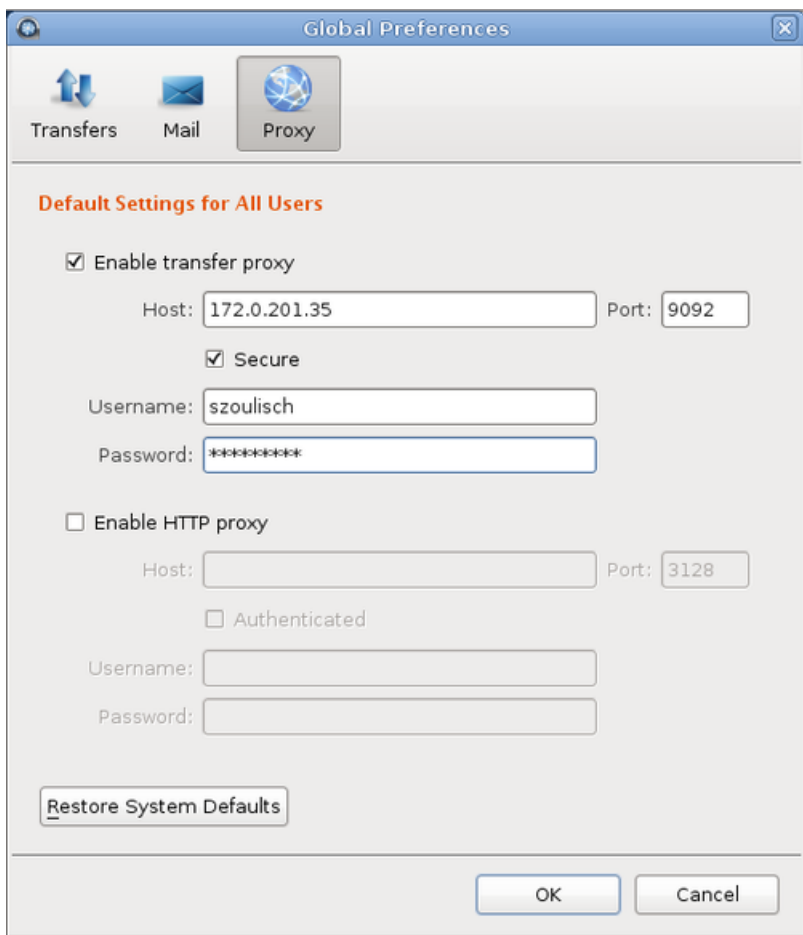 Global Preferences
Transfers Mail Proxy
Default Settings for All Users
Enable transfer proxy
Host: 172.0.201.35 Port: 9092
Secure
Username: szoulisch
Password: *********
Enable HTTP proxy
Host: Port: 3128
Authenticated
Username:
Password:
Restore System Defaults
OK Cancel